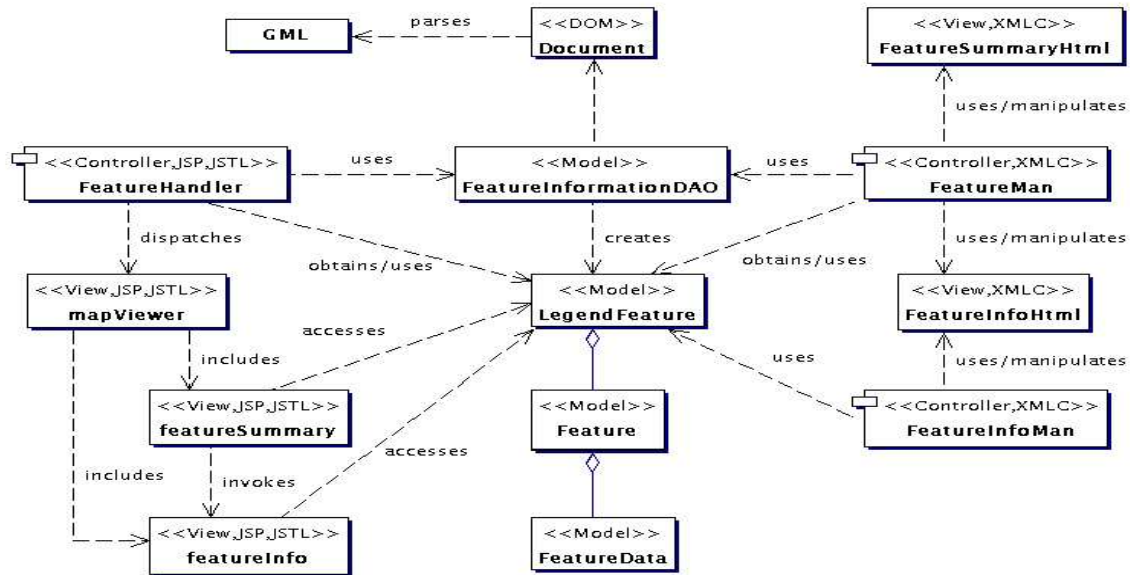 GML
parses
<<DOM>>
Document
<<View,XMLC>>
FeatureSummaryHtml
uses/manipulates
<<Controller,JSP,JSTL>>
FeatureHandler
uses
<<Model>>
FeatureInformationDAO
uses
<<Controller,XMLC>>
FeatureMan
dispatches
obtains/uses
creates
obtains/uses
uses/manipulates
<<View,JSP,JSTL>>
mapViewer
<<Model>>
LegendFeature
<<View,XMLC>>
FeatureInfoHtml
includes
accesses
uses
uses/manipulates
<<View,JSP,JSTL>>
featureSummary
<<Model>>
Feature
<<Controller,XMLC>>
FeatureInfoMan
includes
invokes
accesses
<<View,JSP,JSTL>>
featureInfo
<<Model>>
FeatureData